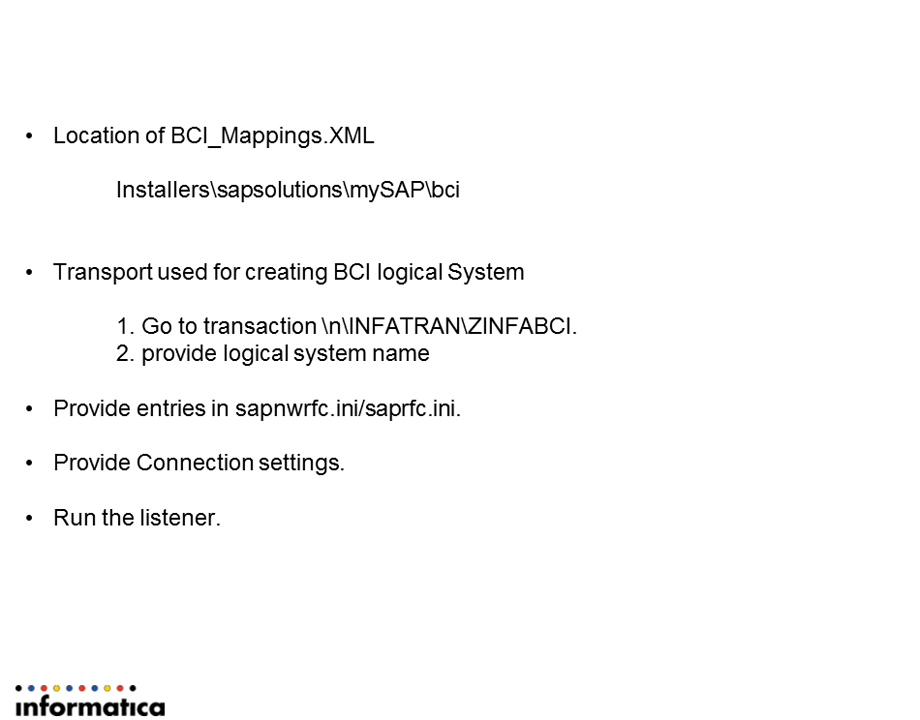 • Location of BCI_Mappings.XML
Installers\sapsolutions\mySAP\bci
• Transport used for creating BCI logical System
1. Go to transaction \n\INFATRAN\ZINFABCI.
2. provide logical system name
• Provide entries in sapnwrfc.ini/saprfc.ini.
• Provide Connection settings.
• Run the listener.
informatica